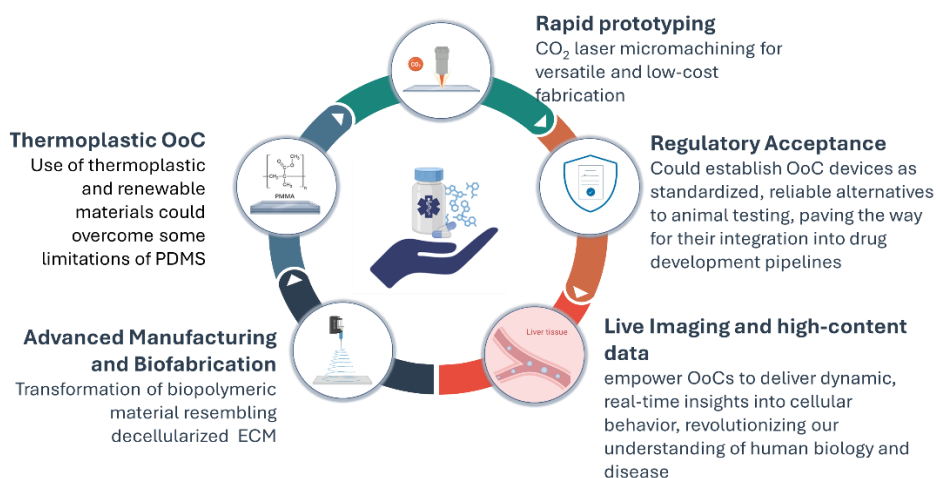 Rapid prototyping
CO₂ laser micromachining for
versatile and low-cost
fabrication
CO₂
Thermoplastic OoC
Use of thermoplastic
and renewable
materials could
overcome some
limitations of PDMS
CH₃
O
O
CH₂
C
CH₃
n
PMMA
Regulatory Acceptance
Could establish OoC devices as
standardized, reliable alternatives
to animal testing, paving the way
for their integration into drug
development pipelines
Advanced Manufacturing
and Biofabrication
Transformation of biopolymeric
material resembling
decellularized ECM
Liver tissue
Live Imaging and high-content
data
empower OoCs to deliver dynamic,
real-time insights into cellular
behavior, revolutionizing our
understanding of human biology and
disease